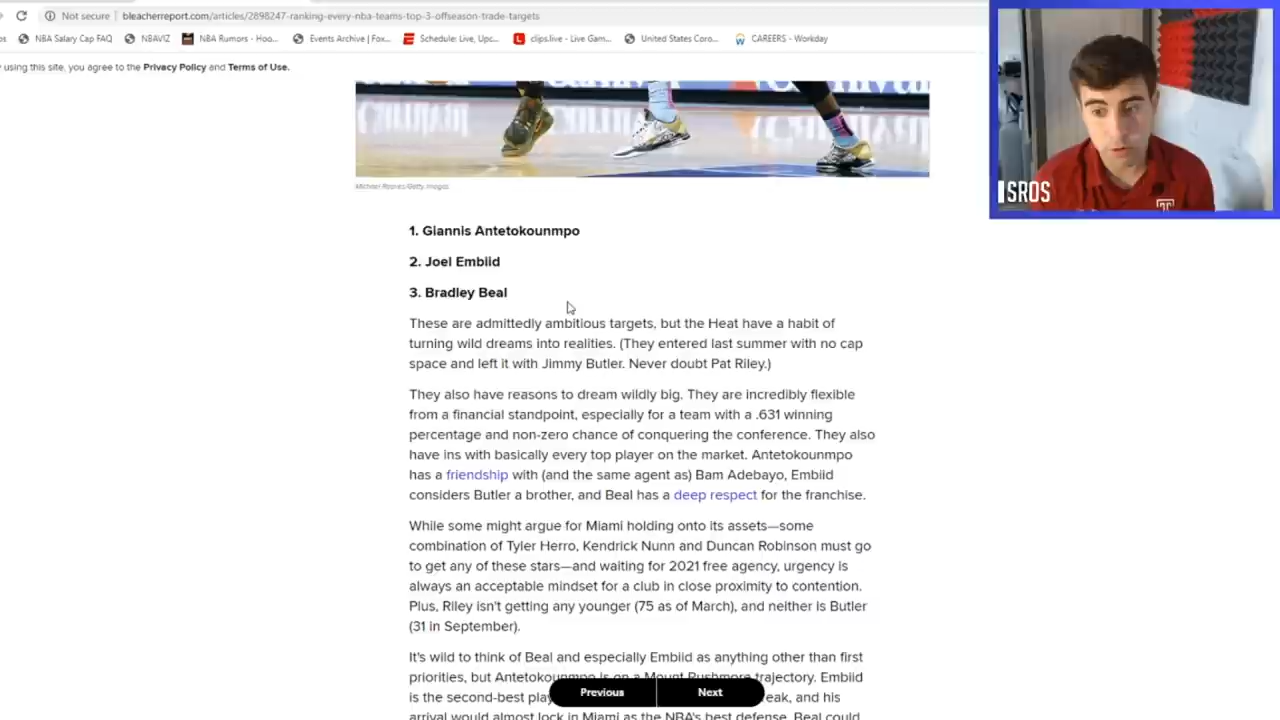 Not secure | bleacherreport.com/articles/2898247-ranking-every-nba-teams-top-3-offseason-trade-targets
NBA Salary Cap FAQ NBAVIZ NBA Rumors - Hoo... Events Archive | Fox... Schedule: Live, Upc... clips.live - Live Gam... United States Coro... CAREERS - Workday
using this site, you agree to the Privacy Policy and Terms of Use.
SROS
1. Giannis Antetokounmpo
2. Joel Embiid
3. Bradley Beal
These are admittedly ambitious targets, but the Heat have a habit of
turning wild dreams into realities. (They entered last summer with no cap
space and left it with Jimmy Butler. Never doubt Pat Riley.)
They also have reasons to dream wildly big. They are incredibly flexible
from a financial standpoint, especially for a team with a .631 winning
percentage and non-zero chance of conquering the conference. They also
have ins with basically every top player on the market. Antetokounmpo
has a friendship with (and the same agent as) Bam Adebayo, Embiid
considers Butler a brother, and Beal has a deep respect for the franchise.
While some might argue for Miami holding onto its assets—some
combination of Tyler Herro, Kendrick Nunn and Duncan Robinson must go
to get any of these stars—and waiting for 2021 free agency, urgency is
always an acceptable mindset for a club in close proximity to contention.
Plus, Riley isn't getting any younger (75 as of March), and neither is Butler
(31 in September).
It's wild to think of Beal and especially Embiid as anything other than first
priorities, but Antetokounmpo is on a Mount Rushmore trajectory. Embiid
is the second-best play eak, and his
Previous Next
arrival would almost lock in Miami as the NBA's best defense. Beal could